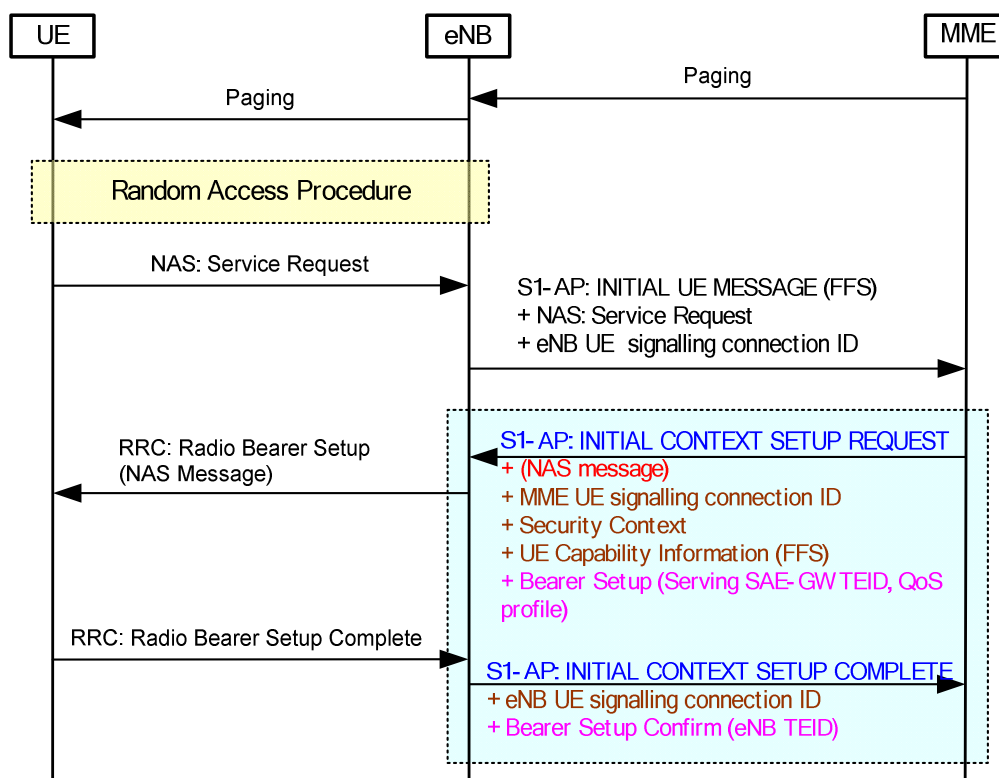 UE
eNB
MME
Paging
Paging
Random Access Procedure
NAS: Service Request
S1-AP: INITIAL UE MESSAGE (FFS)
+ NAS: Service Request
+ eNB UE signalling connection ID
S1-AP: INITIAL CONTEXT SETUP REQUEST
+ (NAS message)
+ MME UE signalling connection ID
+ Security Context
+ UE Capability Information (FFS)
+ Bearer Setup (Serving SAE-GW TEID, QoS
profile)
RRC: Radio Bearer Setup
(NAS Message)
RRC: Radio Bearer Setup Complete
S1-AP: INITIAL CONTEXT SETUP COMPLETE
+ eNB UE signalling connection ID
+ Bearer Setup Confirm (eNB TEID)